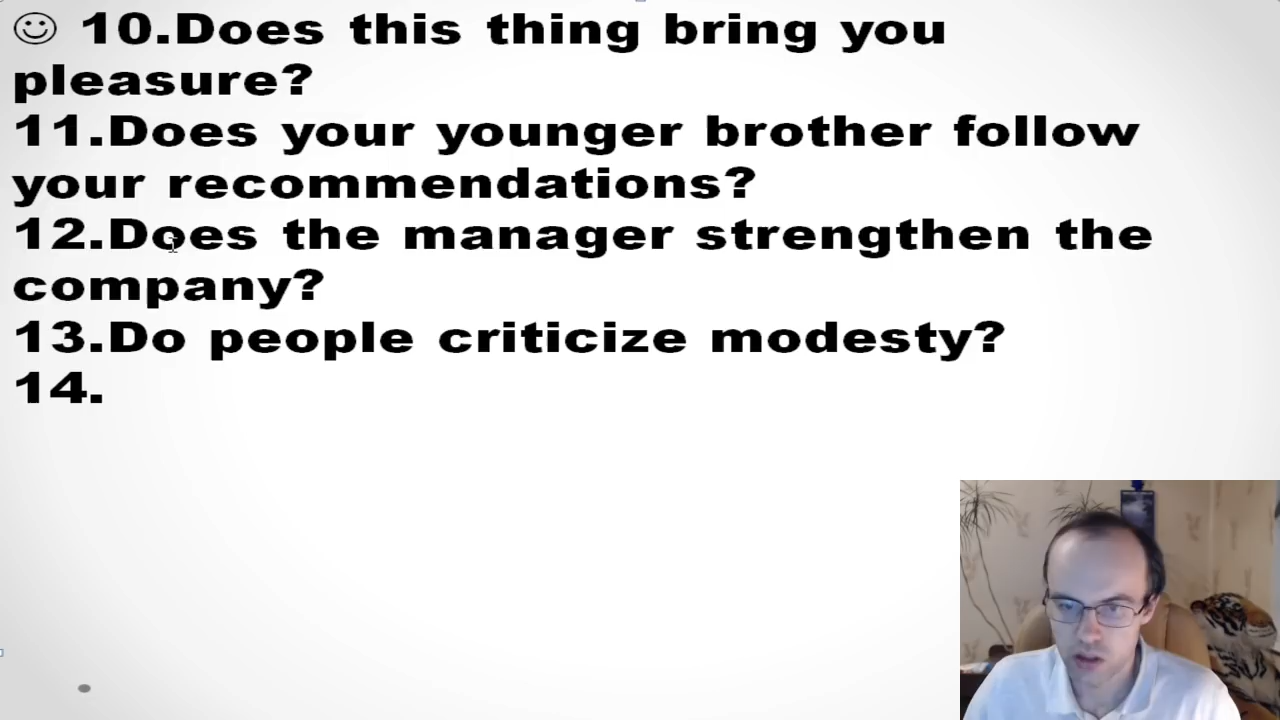 ☺ 10.Does this thing bring you
pleasure?
11.Does your younger brother follow
your recommendations?
12.Does the manager strengthen the
company?
13.Do people criticize modesty?
14.